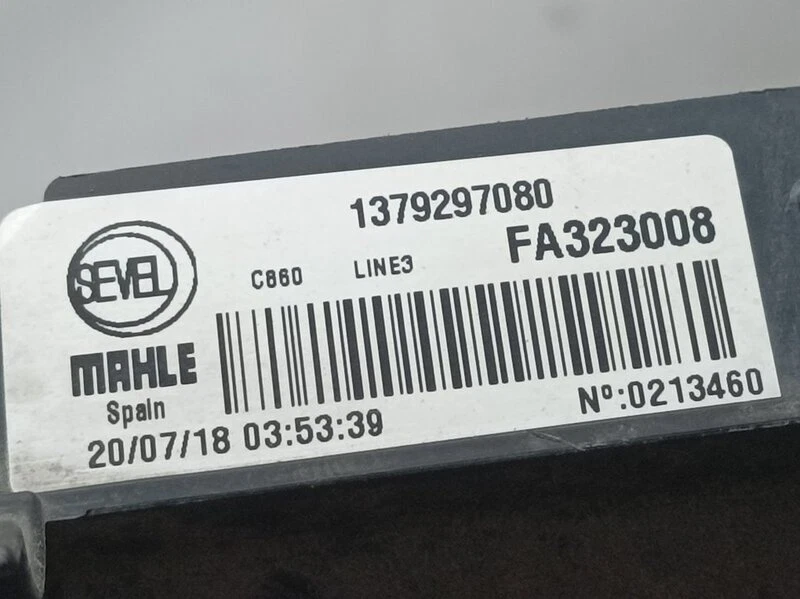 1379297080
FA323008
SEVEL
C860 LINE3
MAHLE
Spain
20/07/18 03:53:39
Nº:0213460